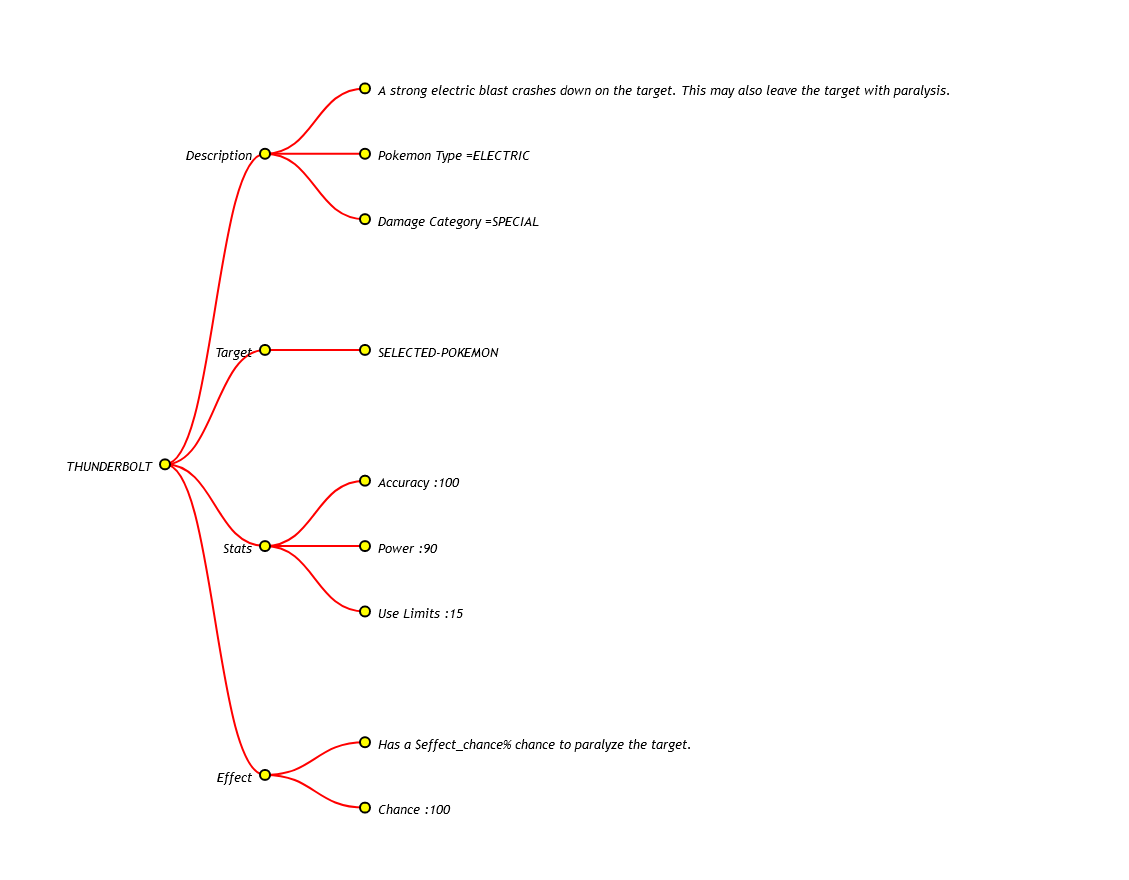 A strong electric blast crashes down on the target. This may also leave the target with paralysis.
Description
Pokemon Type =ELECTRIC
Damage Category =SPECIAL
Target
SELECTED-POKEMON
THUNDERBOLT
Accuracy :100
Stats
Power :90
Use Limits :15
Has a $effect_chance% chance to paralyze the target.
Effect
Chance :100